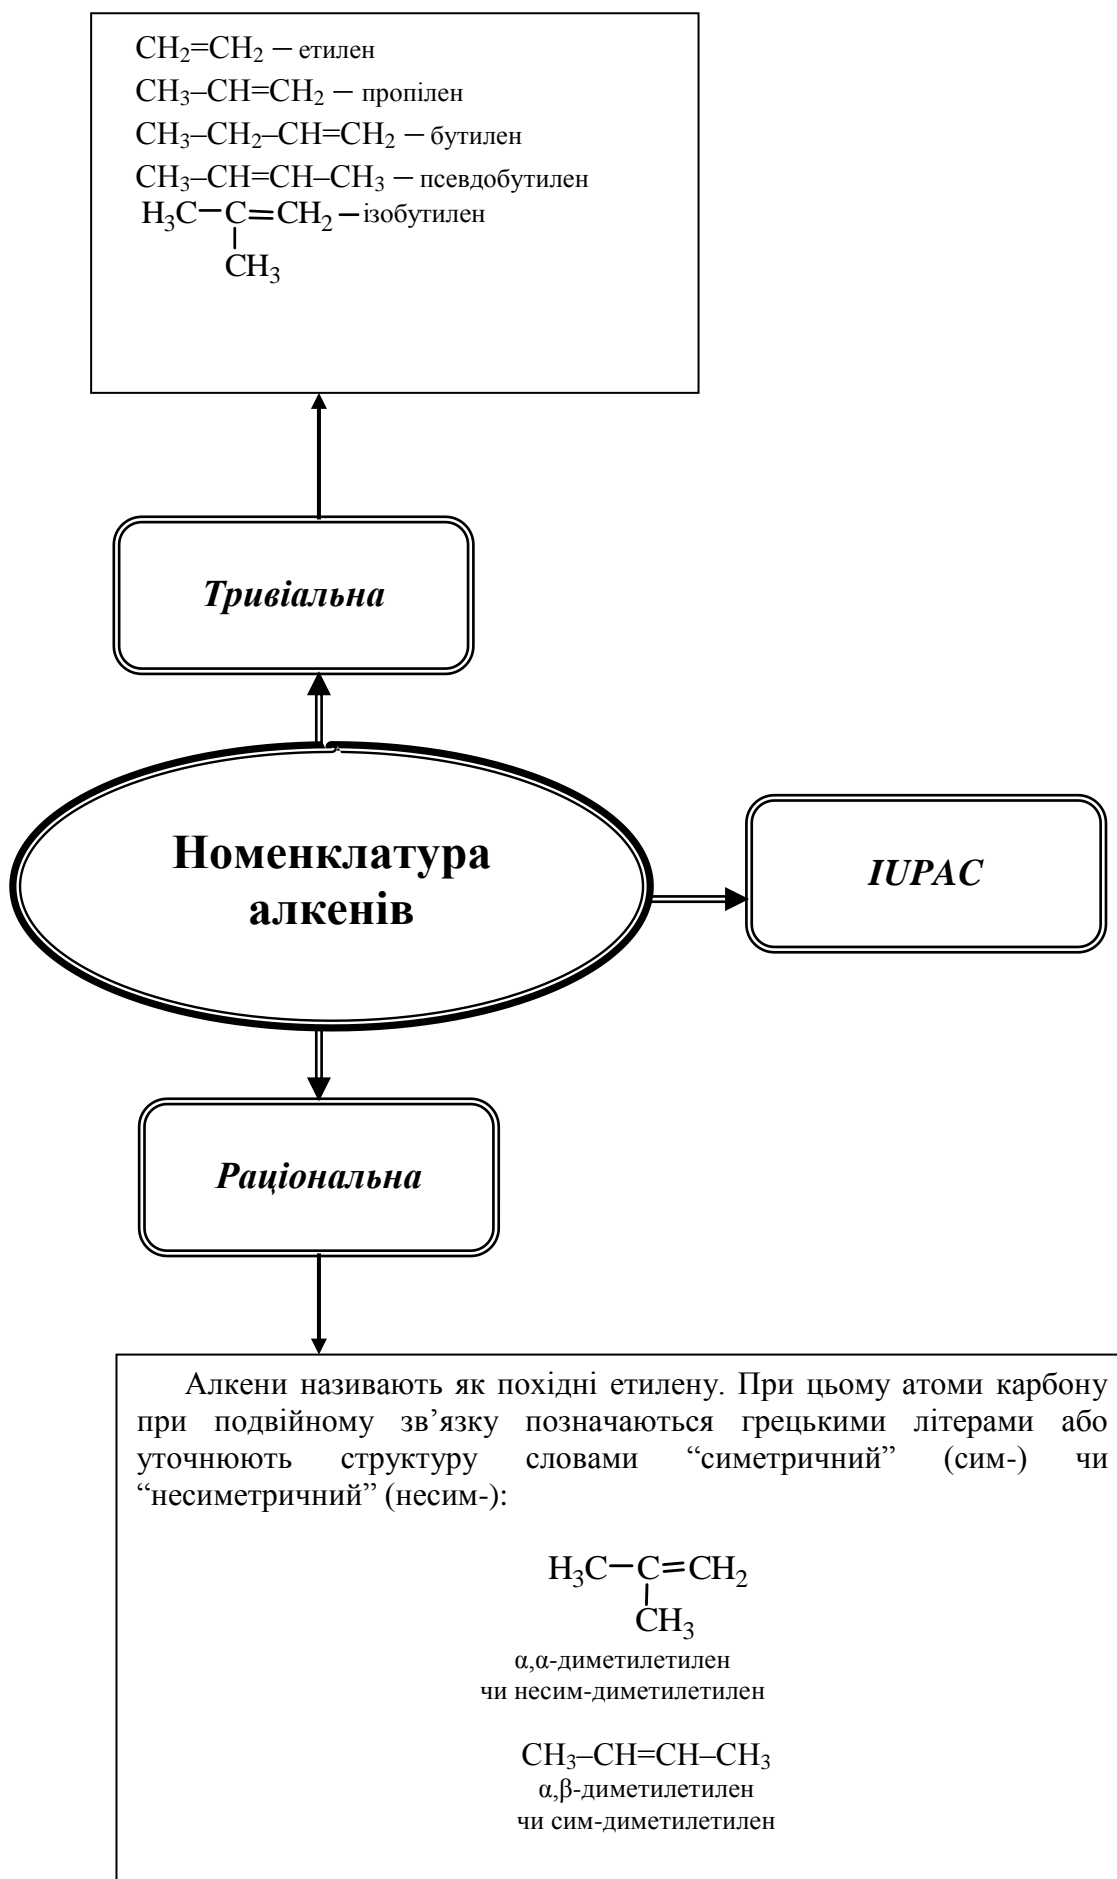 CH₂=CH₂ – етилен
CH₃–CH=CH₂ – пропілен
CH₃–CH₂–CH=CH₂ – бутилен
CH₃–CH=CH–CH₃ – псевдобутилен
H₃C–C=CH₂ – ізобутилен
CH₃
Тривіальна
Номенклатура
алкенів
IUPAC
Раціональна
Алкени називають як похідні етилену. При цьому атоми карбону
при подвійному зв’язку позначаються грецькими літерами або
уточнюють структуру словами “симетричний” (сим-) чи
“несиметричний” (несим-):
H₃C–C=CH₂
CH₃
α,α-диметилетилен
чи несим-диметилетилен
CH₃–CH=CH–CH₃
α,β-диметилетилен
чи сим-диметилетилен